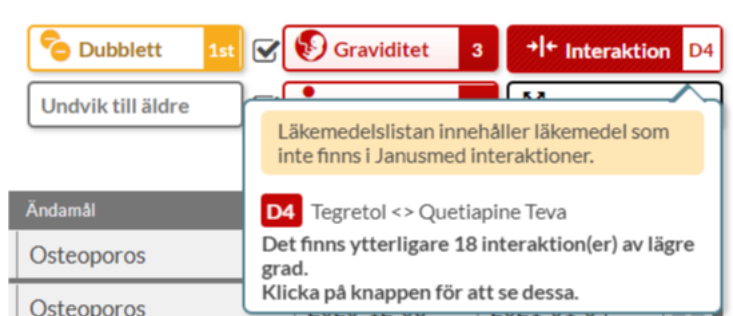 Dubblett 1st Graviditet 3 Interaktion D4
Undvik till äldre
Läkemedelslistan innehåller läkemedel som
inte finns i Janusmed interaktioner.
Ändamål
D4 Tegretol <> Quetiapine Teva
Det finns ytterligare 18 interaktion(er) av lägre
grad.
Klicka på knappen för att se dessa.
Osteoporos
Osteoporos